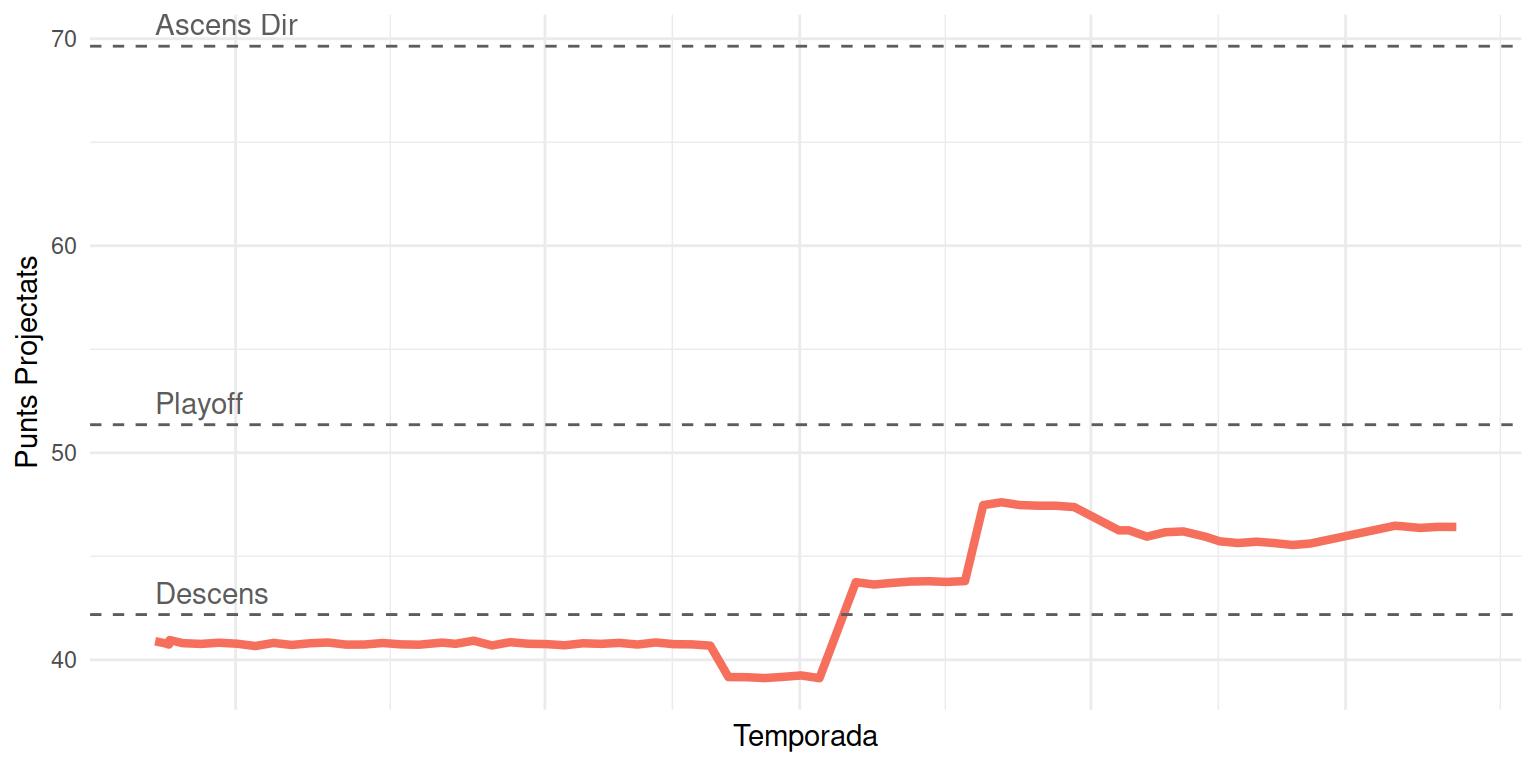 Ascens Dir
70
60
Punts Projectats
Playoff
50
Descens
40
Temporada